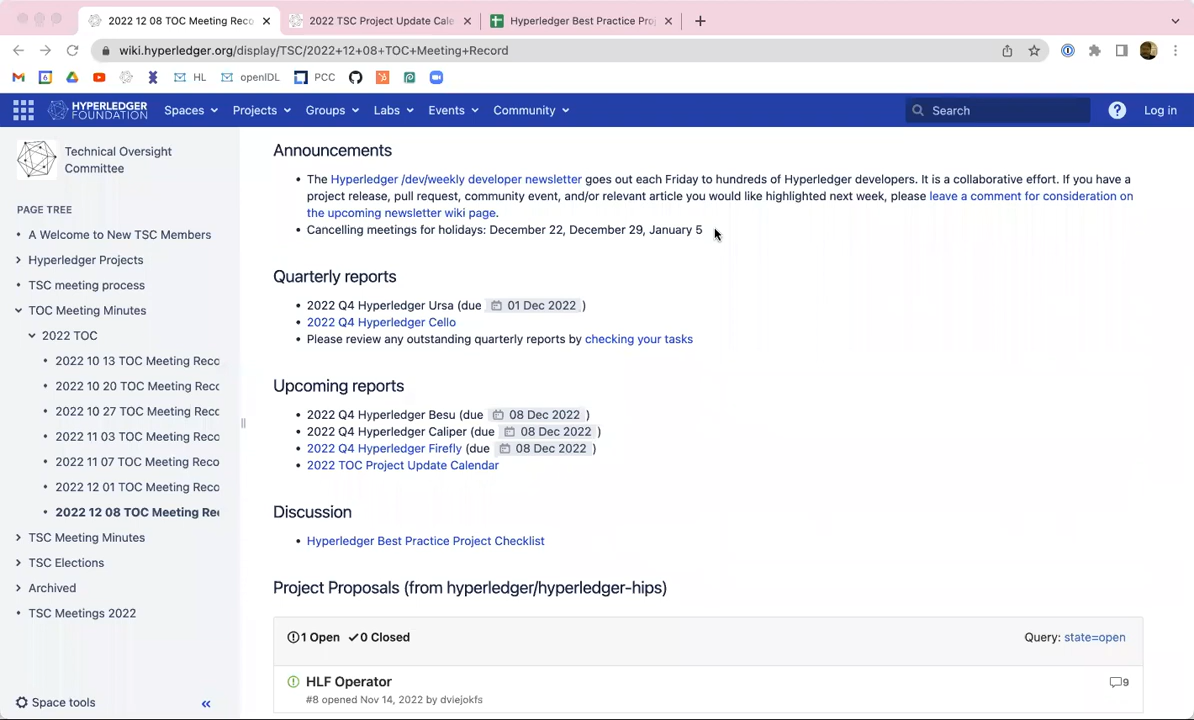 2022 12 08 TOC Meeting Reco
2022 TSC Project Update Cale
Hyperledger Best Practice Pro
wiki.hyperledger.org/display/TSC/2022+12+08+TOC+Meeting+Record
HL
openIDL
PCC
HYPERLEDGER
FOUNDATION
Spaces
Projects
Groups
Labs
Events
Community
Search
Log in
Technical Oversight
Committee
PAGE TREE
A Welcome to New TSC Members
Hyperledger Projects
TSC meeting process
TOC Meeting Minutes
2022 TOC
2022 10 13 TOC Meeting Reco
2022 10 20 TOC Meeting Reco
2022 10 27 TOC Meeting Reco
2022 11 03 TOC Meeting Reco
2022 11 07 TOC Meeting Reco
2022 12 01 TOC Meeting Reco
2022 12 08 TOC Meeting Re
TSC Meeting Minutes
TSC Elections
Archived
TSC Meetings 2022
Space tools
Announcements
The Hyperledger /dev/weekly developer newsletter goes out each Friday to hundreds of Hyperledger developers. It is a collaborative effort. If you have a
project release, pull request, community event, and/or relevant article you would like highlighted next week, please leave a comment for consideration on
the upcoming newsletter wiki page.
Cancelling meetings for holidays: December 22, December 29, January 5
Quarterly reports
2022 Q4 Hyperledger Ursa (due 01 Dec 2022 )
2022 Q4 Hyperledger Cello
Please review any outstanding quarterly reports by checking your tasks
Upcoming reports
2022 Q4 Hyperledger Besu (due 08 Dec 2022 )
2022 Q4 Hyperledger Caliper (due 08 Dec 2022 )
2022 Q4 Hyperledger Firefly (due 08 Dec 2022 )
2022 TOC Project Update Calendar
Discussion
Hyperledger Best Practice Project Checklist
Project Proposals (from hyperledger/hyperledger-hips)
1 Open 0 Closed
Query: state=open
HLF Operator
9
#8 opened Nov 14, 2022 by dviejokfs